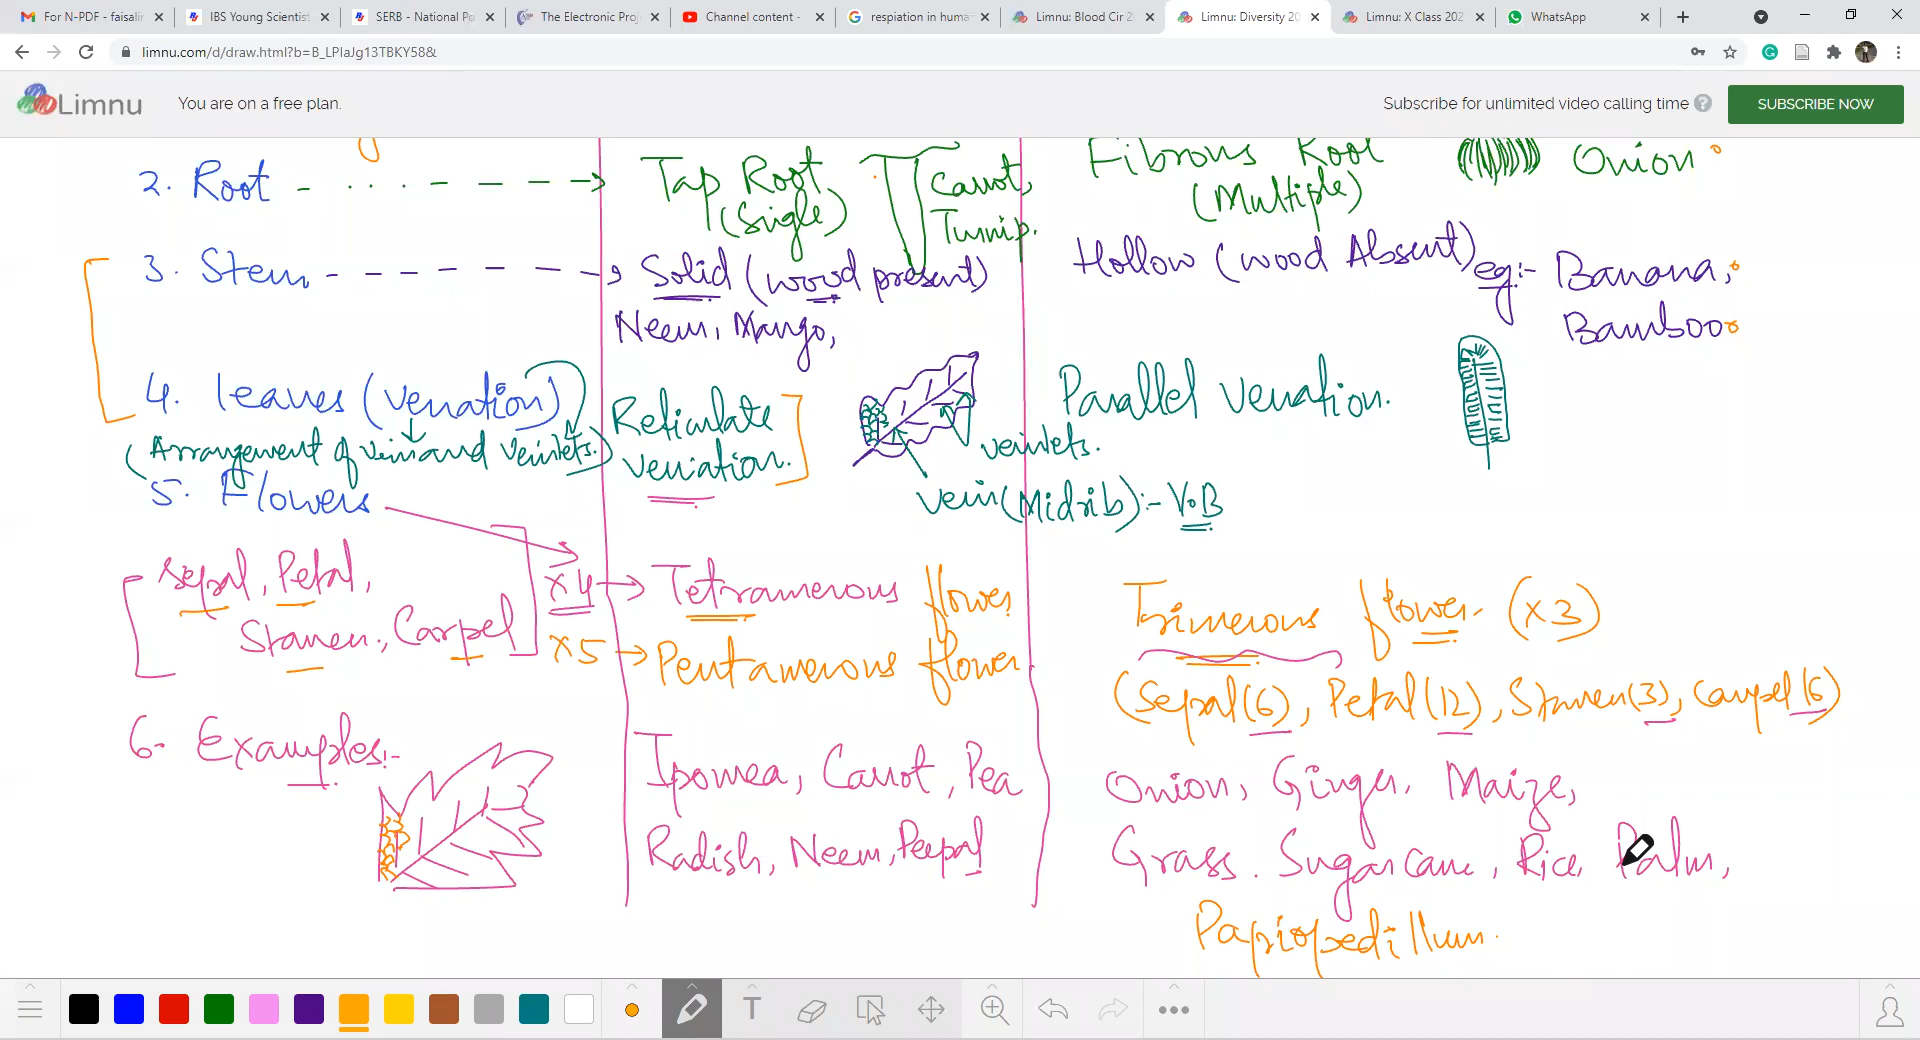 For N-PDF - faisalir
IBS Young Scientist
SERB - National Po
The Electronic Proj
Channel content -
respiation in huma
Limnu: Blood Cir 2
Limnu: Diversity 20
Limnu: X Class 202
WhatsApp
limnu.com/d/draw.html?b=B_LPlaJg13TBKY58&
Limnu
You are on a free plan.
Subscribe for unlimited video calling time ?
SUBSCRIBE NOW
2. Root
Tap Root
(Single)
Carrot,
Turnip.
Fibrous Root
(Multiple)
Onion
3. Stem
Solid (wood present)
Neem, Mango,
Hollow (wood Absent)
eg:- Banana,
Bamboo
4. leaves (Venation)
(Arrangement of vein and Veinlets.)
Reticulate
venation.
veinlets.
Vein (Midrib) :- V.B
Parallel Venation.
5. Flowers
Sepal, Petal,
Stamen, Carpel
x4 → Tetramerous flower
x5 → Pentamerous flower
Trimerous flower (x3)
(Sepal(6), Petal(12), Stamen(3), Carpel(6)
6. Examples:-
Ipomea, Carrot, Pea
Radish, Neem, Peepal
Onion, Ginger, Maize,
Grass. Sugarcane, Rice, Palm,
Papiopedillum.
T